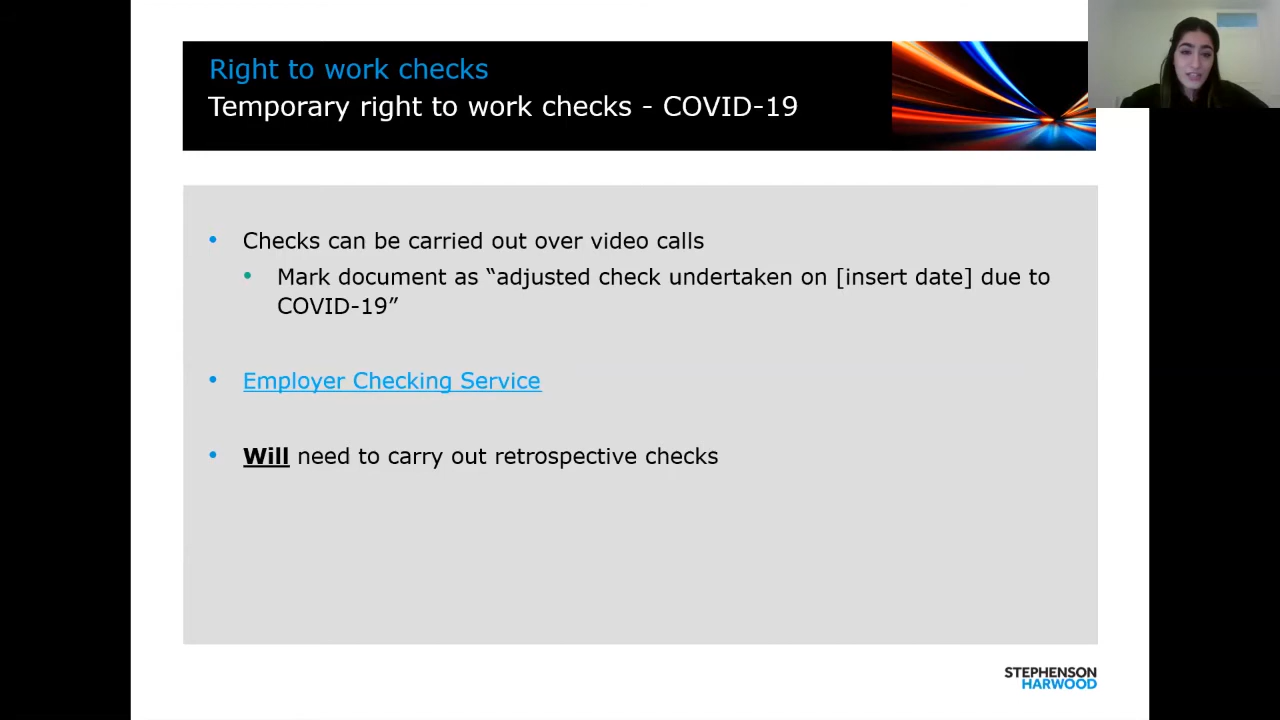 Right to work checks
Temporary right to work checks - COVID-19
• Checks can be carried out over video calls
• Mark document as “adjusted check undertaken on [insert date] due to
COVID-19”
• Employer Checking Service
• Will need to carry out retrospective checks
STEPHENSON
HARWOOD